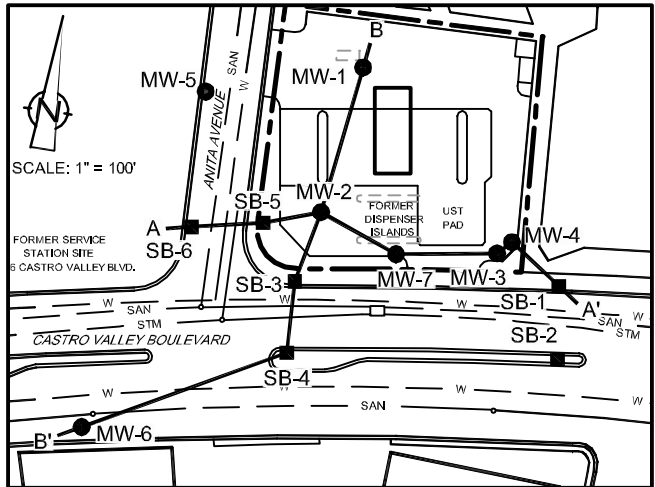 B
MW-1
MW-5
SAN
W
ANITA AVENUE
N
SCALE: 1" = 100'
SB-5
MW-2
FORMER
DISPENSER
ISLANDS
UST
PAD
A
SB-6
MW-4
FORMER SERVICE
STATION SITE
6 CASTRO VALLEY BLVD.
SB-3
MW-7
MW-3
SB-1
A'
W
W
W
W
SAN
SAN
STM
STM
CASTRO VALLEY BOULEVARD
SB-2
SB-4
W
W
W
W
SAN
B'
MW-6